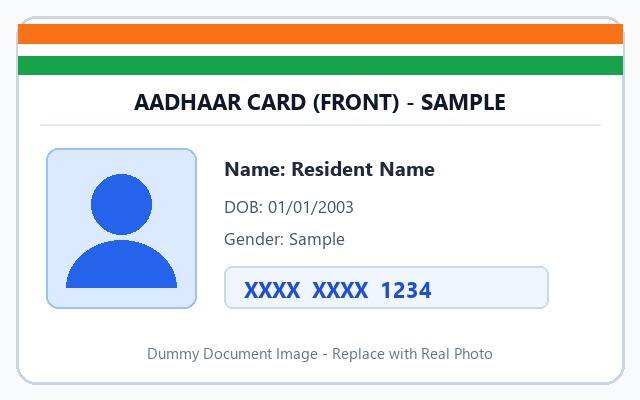 AADHAAR CARD (FRONT) - SAMPLE
Name: Resident Name
DOB: 01/01/2003
Gender: Sample
XXXX XXXX 1234
Dummy Document Image - Replace with Real Photo